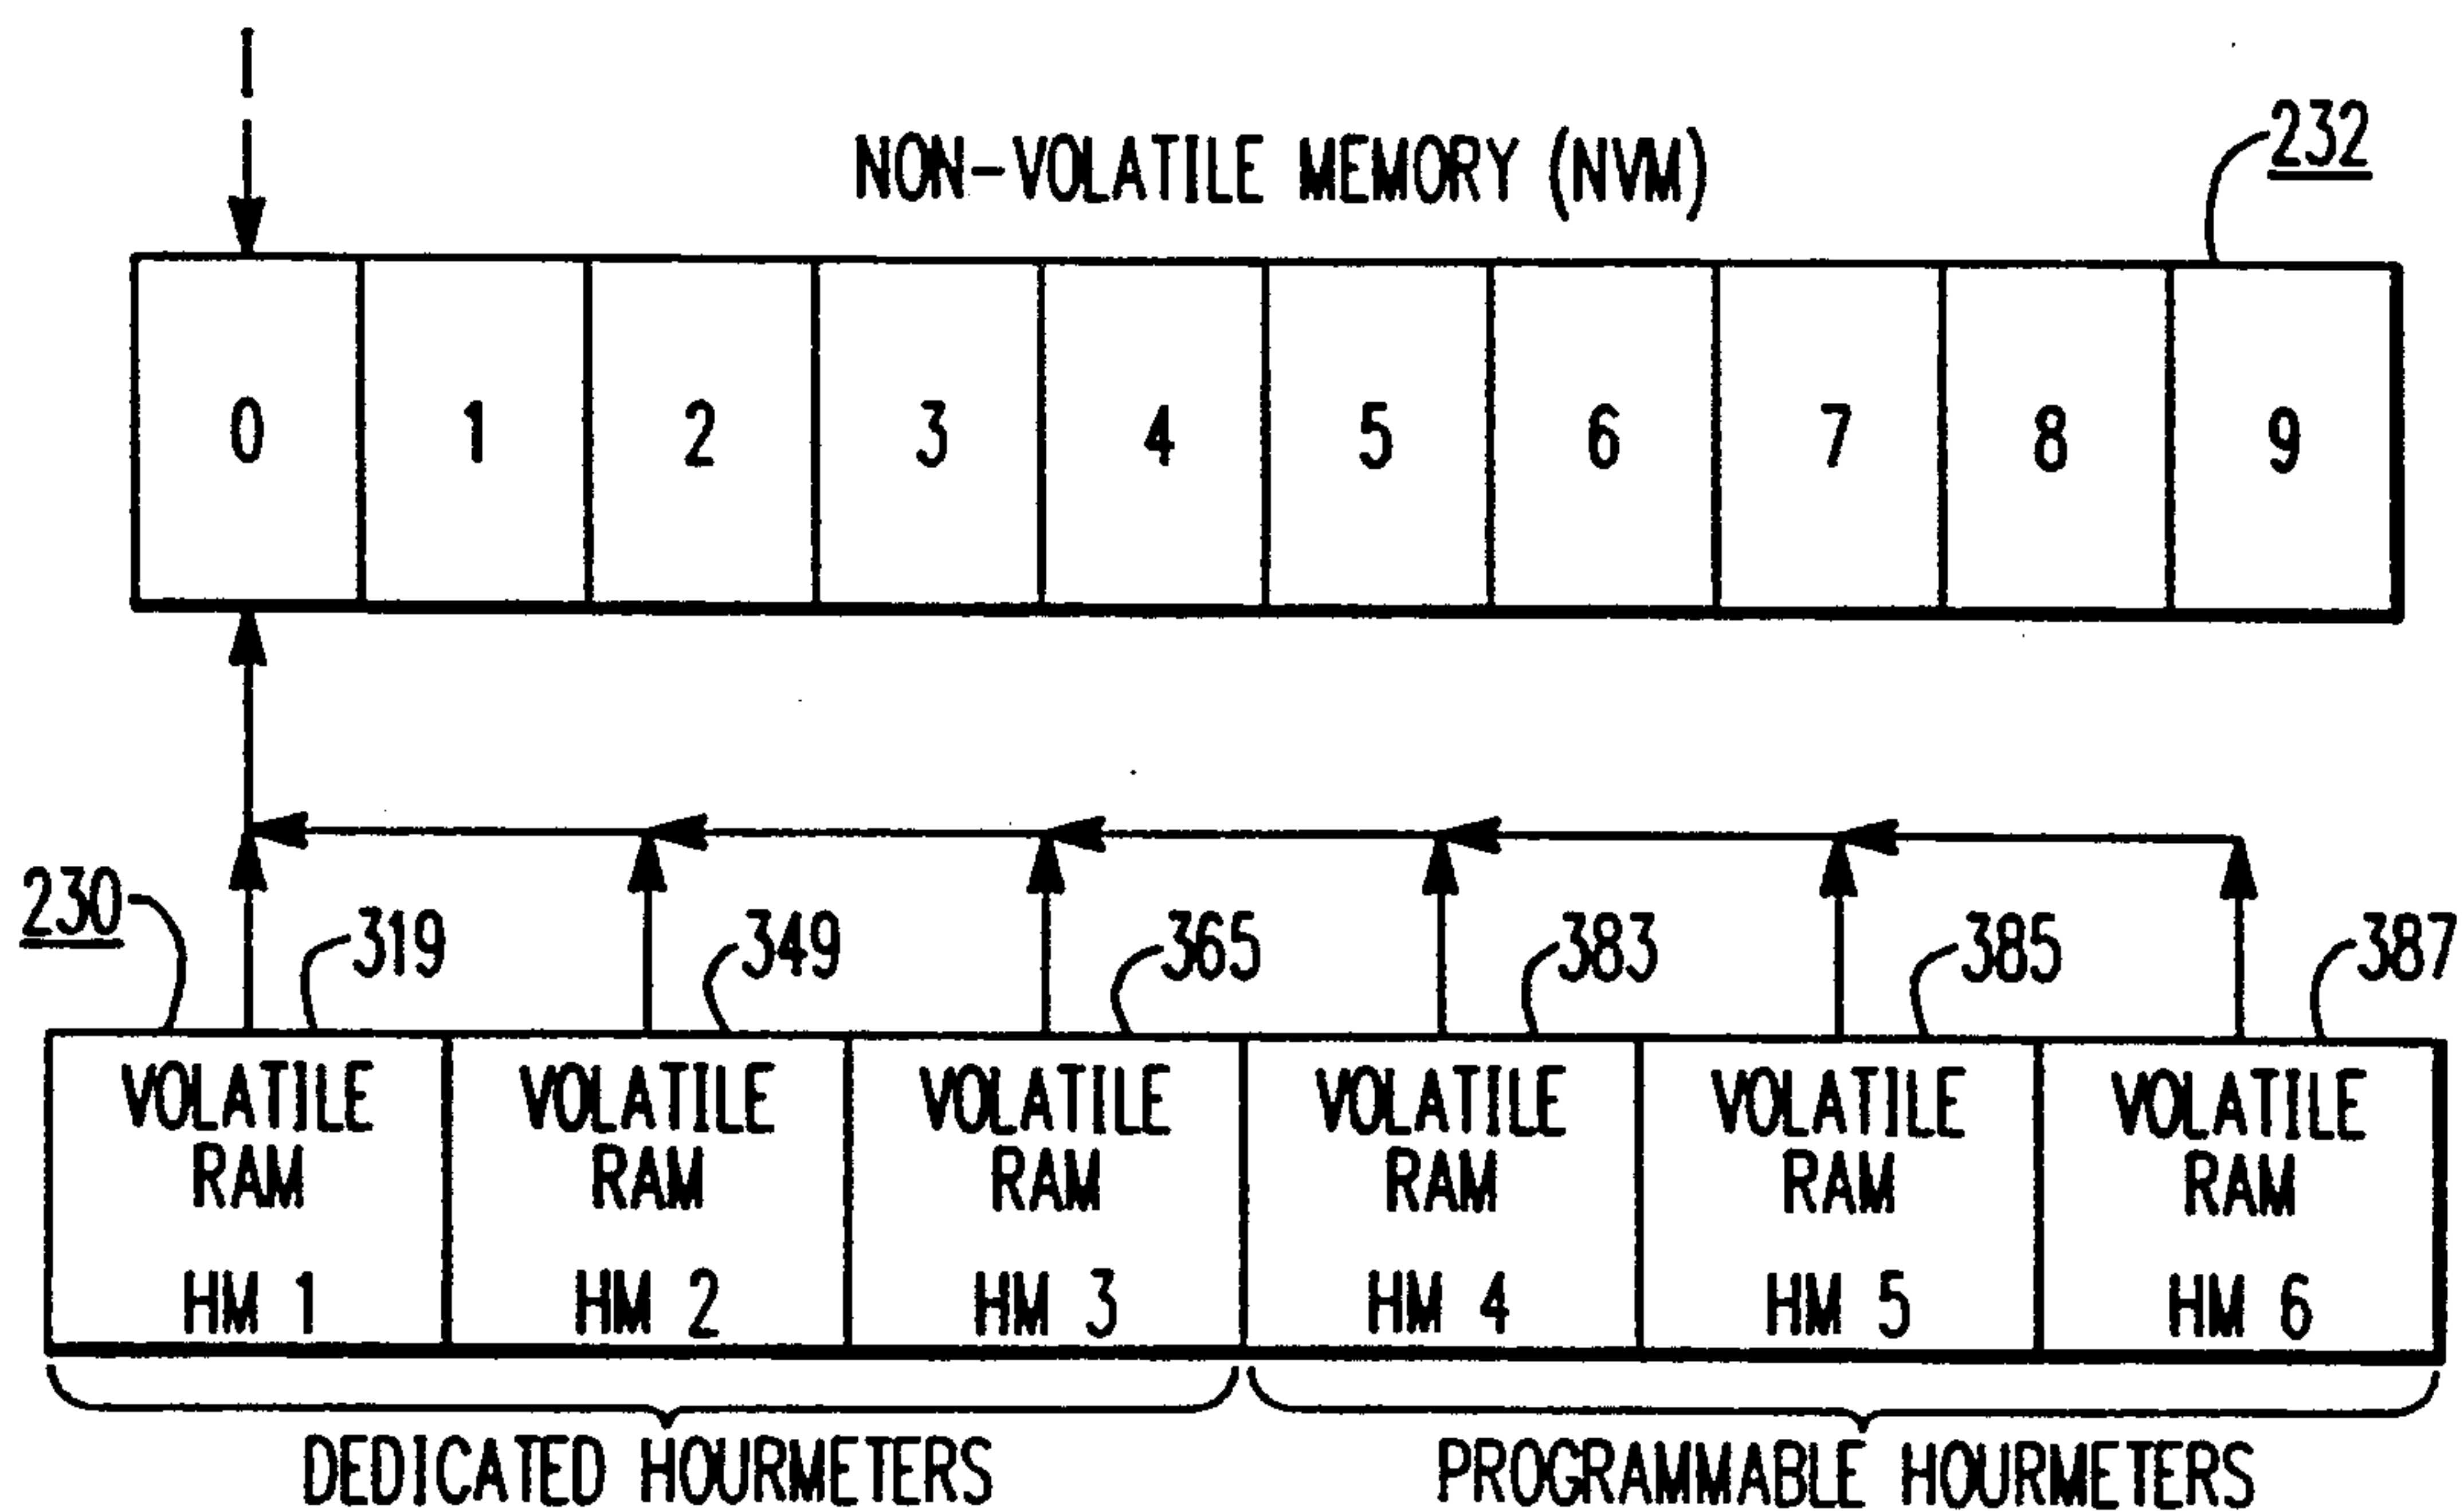 NON-VOLATILE MEMORY (NVM)
232
0 1 2 3 4 5 6 7 8 9
230 319 349 365 383 385 387
VOLATILE RAM HM 1
VOLATILE RAM HM 2
VOLATILE RAM HM 3
VOLATILE RAM HM 4
VOLATILE RAM HM 5
VOLATILE RAM HM 6
DEDICATED HOURMETERS
PROGRAMMABLE HOURMETERS